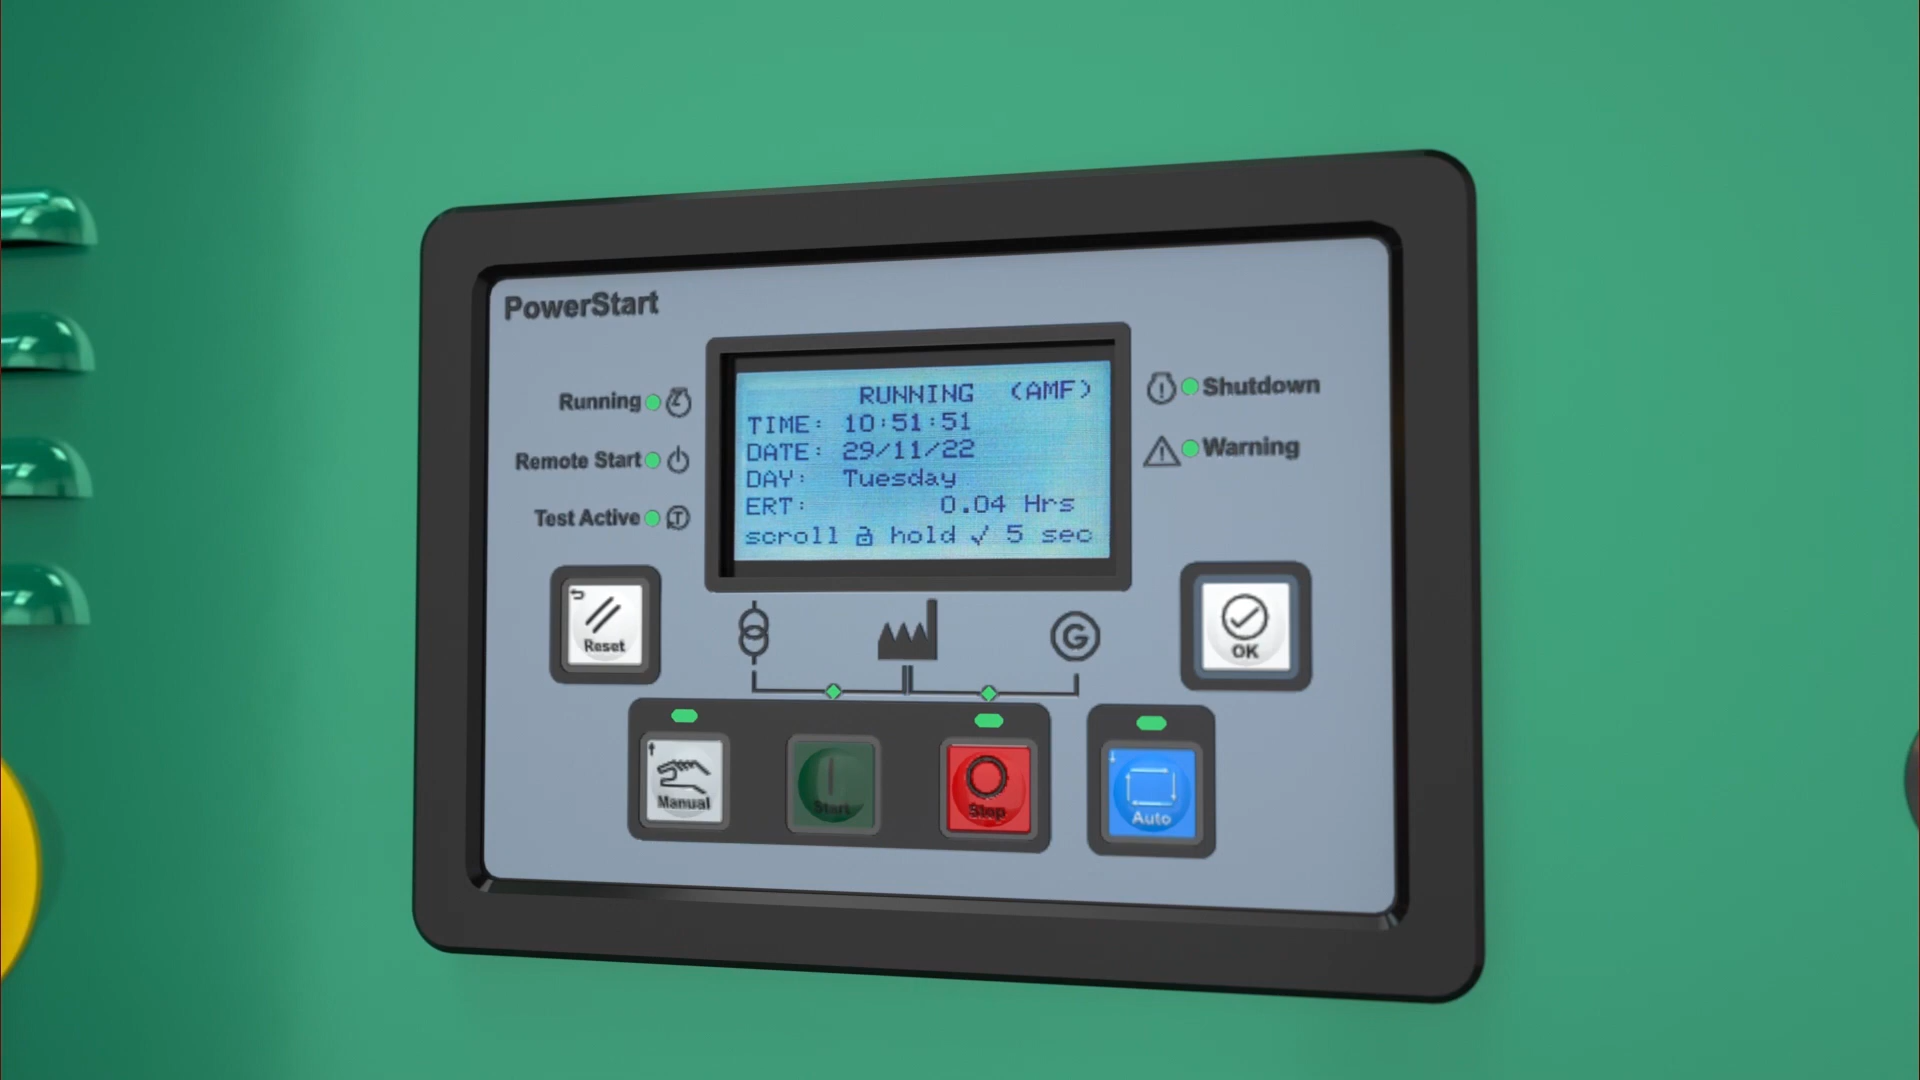 PowerStart
RUNNING (AMF)
TIME: 10:51:51
DATE: 29/11/22
DAY: Tuesday
ERT: 0.04 Hrs
scroll hold ✓ 5 sec
Running
Remote Start
Test Active
Shutdown
Warning
Reset
G
OK
Manual
Start
Stop
Auto